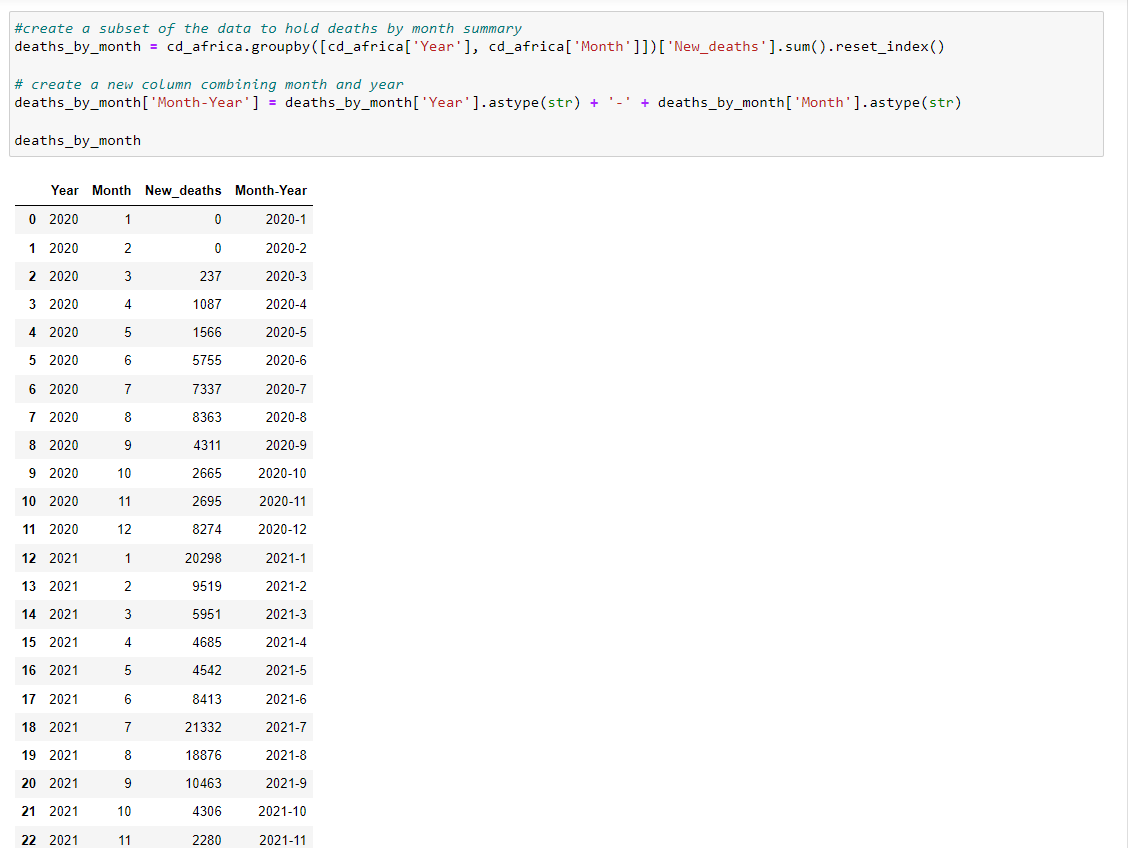 #create a subset of the data to hold deaths by month summary
deaths_by_month = cd_africa.groupby([cd_africa['Year'], cd_africa['Month']])['New_deaths'].sum().reset_index()
# create a new column combining month and year
deaths_by_month['Month-Year'] = deaths_by_month['Year'].astype(str) + '-' + deaths_by_month['Month'].astype(str)
deaths_by_month
Year Month New_deaths Month-Year
0 2020 1 0 2020-1
1 2020 2 0 2020-2
2 2020 3 237 2020-3
3 2020 4 1087 2020-4
4 2020 5 1566 2020-5
5 2020 6 5755 2020-6
6 2020 7 7337 2020-7
7 2020 8 8363 2020-8
8 2020 9 4311 2020-9
9 2020 10 2665 2020-10
10 2020 11 2695 2020-11
11 2020 12 8274 2020-12
12 2021 1 20298 2021-1
13 2021 2 9519 2021-2
14 2021 3 5951 2021-3
15 2021 4 4685 2021-4
16 2021 5 4542 2021-5
17 2021 6 8413 2021-6
18 2021 7 21332 2021-7
19 2021 8 18876 2021-8
20 2021 9 10463 2021-9
21 2021 10 4306 2021-10
22 2021 11 2280 2021-11